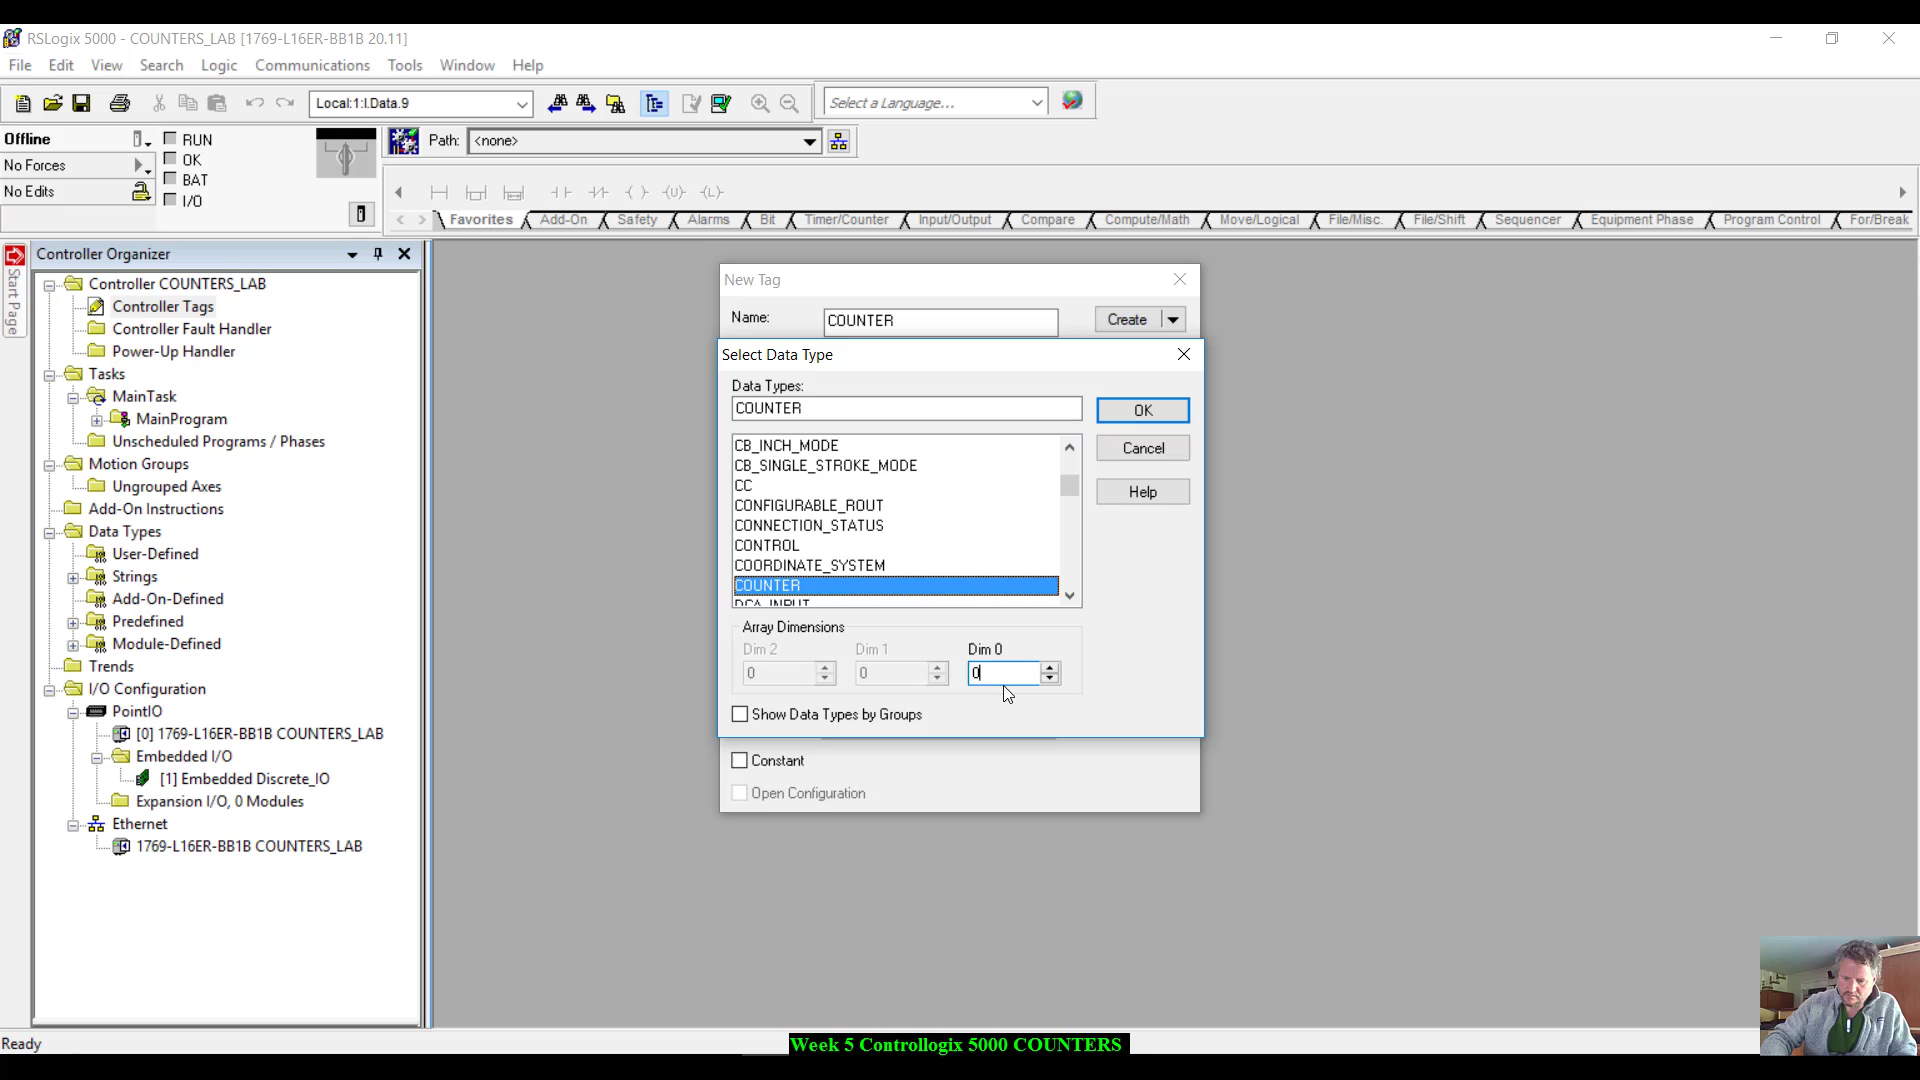 RSLogix 5000 - COUNTERS_LAB [1769-L16ER-BB1B 20.11]
File Edit View Search Logic Communications Tools Window Help
Local:1:I.Data.9
Select a Language...
Offline
No Forces
No Edits
RUN
OK
BAT
I/O
Path: <none>
Favorites Add-On Safety Alarms Bit Timer/Counter Input/Output Compare Compute/Math Move/Logical File/Misc. File/Shift Sequencer Equipment Phase Program Control For/Break
Start Page
Controller Organizer
Controller COUNTERS_LAB
Controller Tags
Controller Fault Handler
Power-Up Handler
Tasks
MainTask
MainProgram
Unscheduled Programs / Phases
Motion Groups
Ungrouped Axes
Add-On Instructions
Data Types
User-Defined
Strings
Add-On-Defined
Predefined
Module-Defined
Trends
I/O Configuration
PointIO
[0] 1769-L16ER-BB1B COUNTERS_LAB
Embedded I/O
[1] Embedded Discrete_IO
Expansion I/O, 0 Modules
Ethernet
1769-L16ER-BB1B COUNTERS_LAB
New Tag
Name: COUNTER Create
Select Data Type
Data Types:
COUNTER
OK
Cancel
Help
CB_INCH_MODE
CB_SINGLE_STROKE_MODE
CC
CONFIGURABLE_ROUT
CONNECTION_STATUS
CONTROL
COORDINATE_SYSTEM
COUNTER
DCA_INPUT
Array Dimensions
Dim 2 Dim 1 Dim 0
0 0 0
Show Data Types by Groups
Constant
Open Configuration
Ready
Week 5 Controllogix 5000 COUNTERS